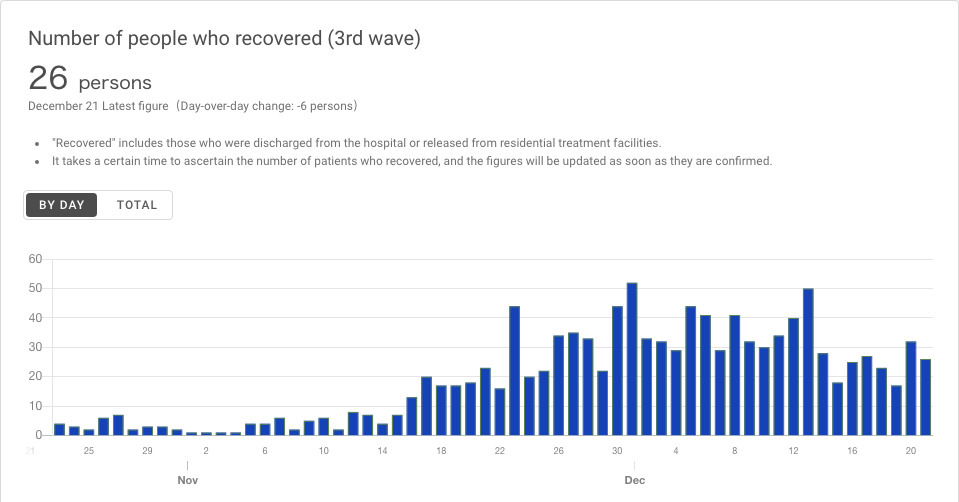 Number of people who recovered (3rd wave)
26 persons
December 21 Latest figure (Day-over-day change: -6 persons)
"Recovered" includes those who were discharged from the hospital or released from residential treatment facilities.
It takes a certain time to ascertain the number of patients who recovered, and the figures will be updated as soon as they are confirmed.
BY DAY TOTAL
60
50
40
30
20
10
0
21 25 29 2 6 10 14 18 22 26 30 4 8 12 16 20
Nov Dec